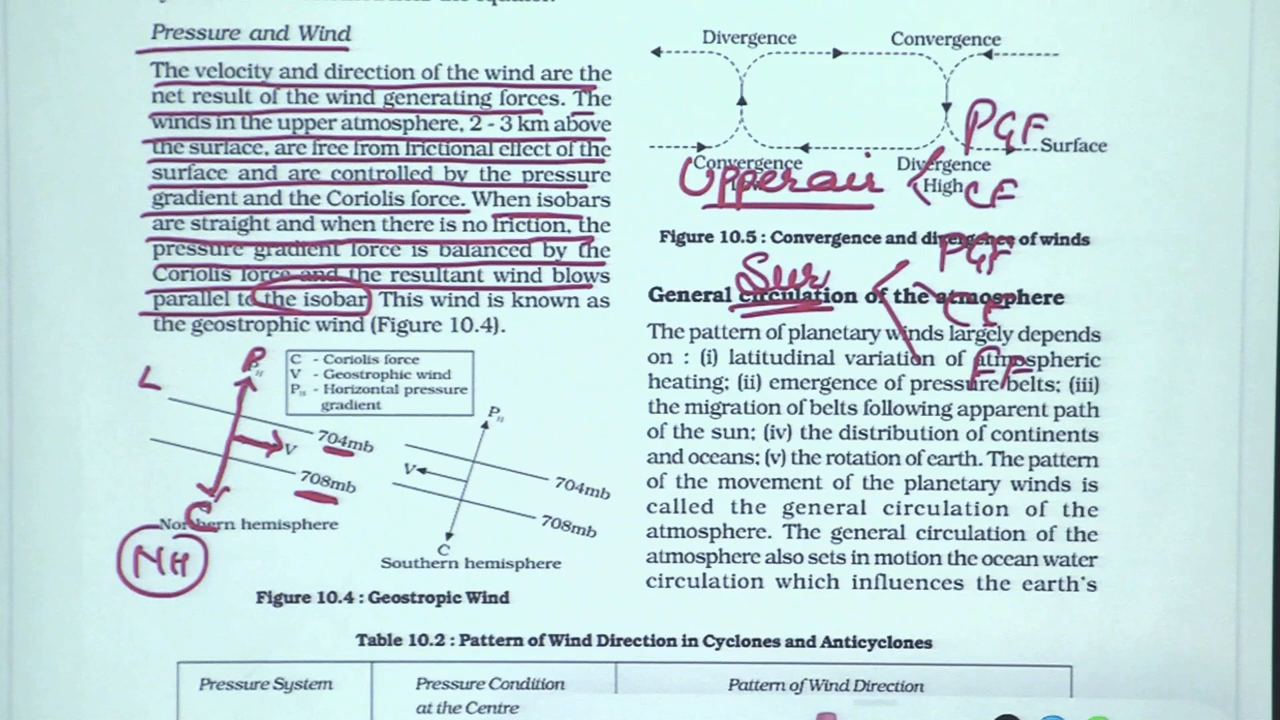 Pressure and Wind
The velocity and direction of the wind are the
net result of the wind generating forces. The
winds in the upper atmosphere, 2 - 3 km above
the surface, are free from frictional effect of the
surface and are controlled by the pressure
gradient and the Coriolis force. When isobars
are straight and when there is no friction, the
pressure gradient force is balanced by the
Coriolis force and the resultant wind blows
parallel to the isobar. This wind is known as
the geostrophic wind (Figure 10.4).
L
C - Coriolis force
V - Geostrophic wind
PH - Horizontal pressure
gradient
704mb
V
708mb
C
Northern hemisphere
NH
PH
V
704mb
708mb
C
Southern hemisphere
Figure 10.4 : Geostropic Wind
Divergence
Convergence
PGF
Surface
Convergence
Divergence
Upper air
High
CF
Figure 10.5 : Convergence and divergence of winds
PGF
Sur
CF
FF
General circulation of the atmosphere
The pattern of planetary winds largely depends
on : (i) latitudinal variation of atmospheric
heating; (ii) emergence of pressure belts; (iii)
the migration of belts following apparent path
of the sun; (iv) the distribution of continents
and oceans; (v) the rotation of earth. The pattern
of the movement of the planetary winds is
called the general circulation of the
atmosphere. The general circulation of the
atmosphere also sets in motion the ocean water
circulation which influences the earth's
Table 10.2 : Pattern of Wind Direction in Cyclones and Anticyclones
Pressure System
Pressure Condition
at the Centre
Pattern of Wind Direction